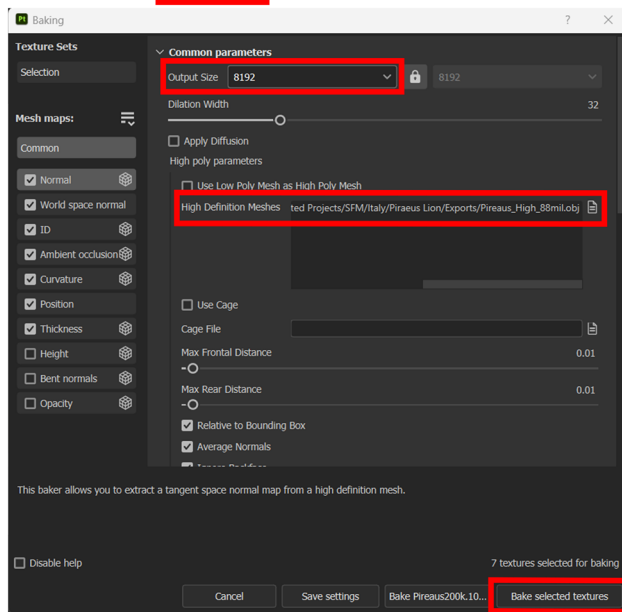 Pt Baking ? ×
Texture Sets
Selection
Mesh maps:
Common
Normal
World space normal
ID
Ambient occlusion
Curvature
Position
Thickness
Height
Bent normals
Opacity
Common parameters
Output Size 8192 8192
Dilation Width 32
Apply Diffusion
High poly parameters
Use Low Poly Mesh as High Poly Mesh
High Definition Meshes ted Projects/SFM/Italy/Piraeus Lion/Exports/Pireaus_High_88mil.obj
Use Cage
Cage File
Max Frontal Distance 0.01
Max Rear Distance 0.01
Relative to Bounding Box
Average Normals
Ignore Backface
This baker allows you to extract a tangent space normal map from a high definition mesh.
Disable help 7 textures selected for baking
Cancel Save settings Bake Pireaus200k.10... Bake selected textures